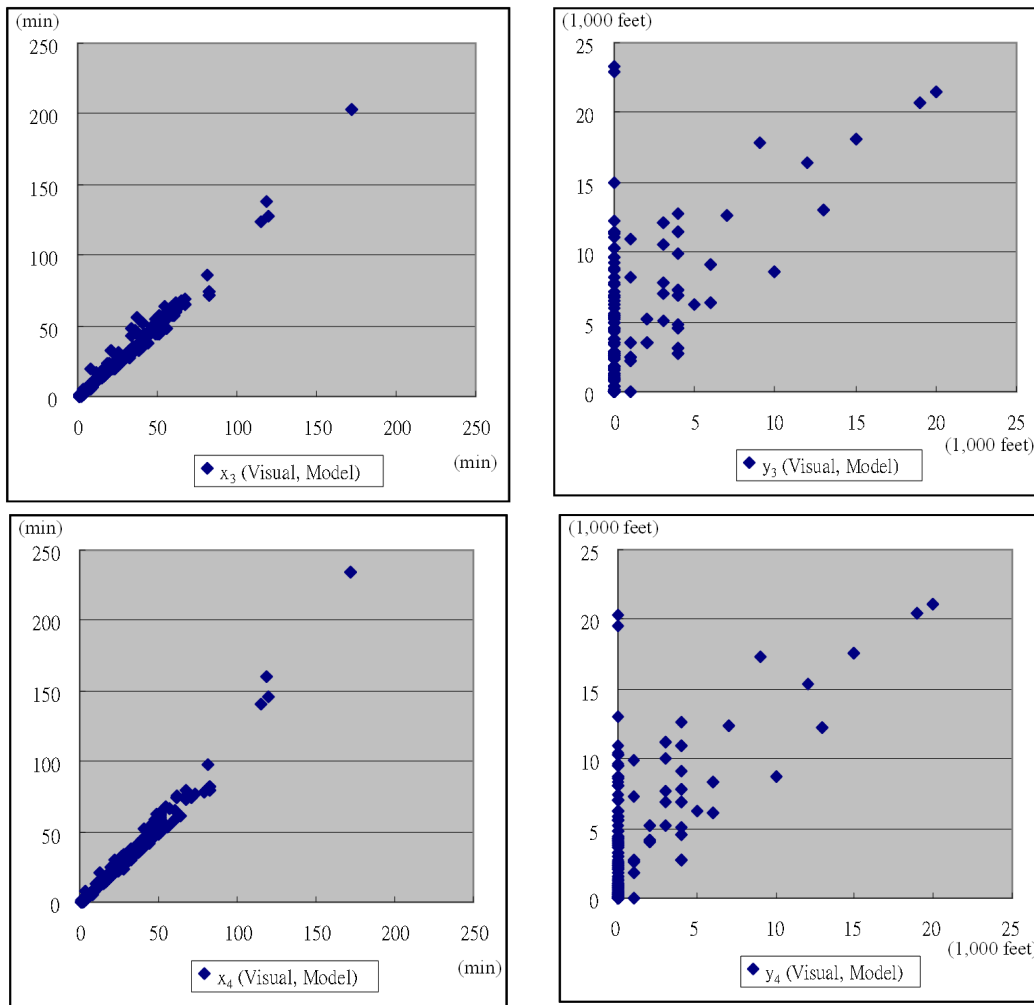 (min)
250
200
150
100
50
0
0 50 100 150 200 250
x3 (Visual, Model)
(min)
(1,000 feet)
25
20
15
10
5
0
0 5 10 15 20 25
(1,000 feet)
y3 (Visual, Model)
(min)
250
200
150
100
50
0
0 50 100 150 200 250
x4 (Visual, Model)
(min)
(1,000 feet)
25
20
15
10
5
0
0 5 10 15 20 25
(1,000 feet)
y4 (Visual, Model)